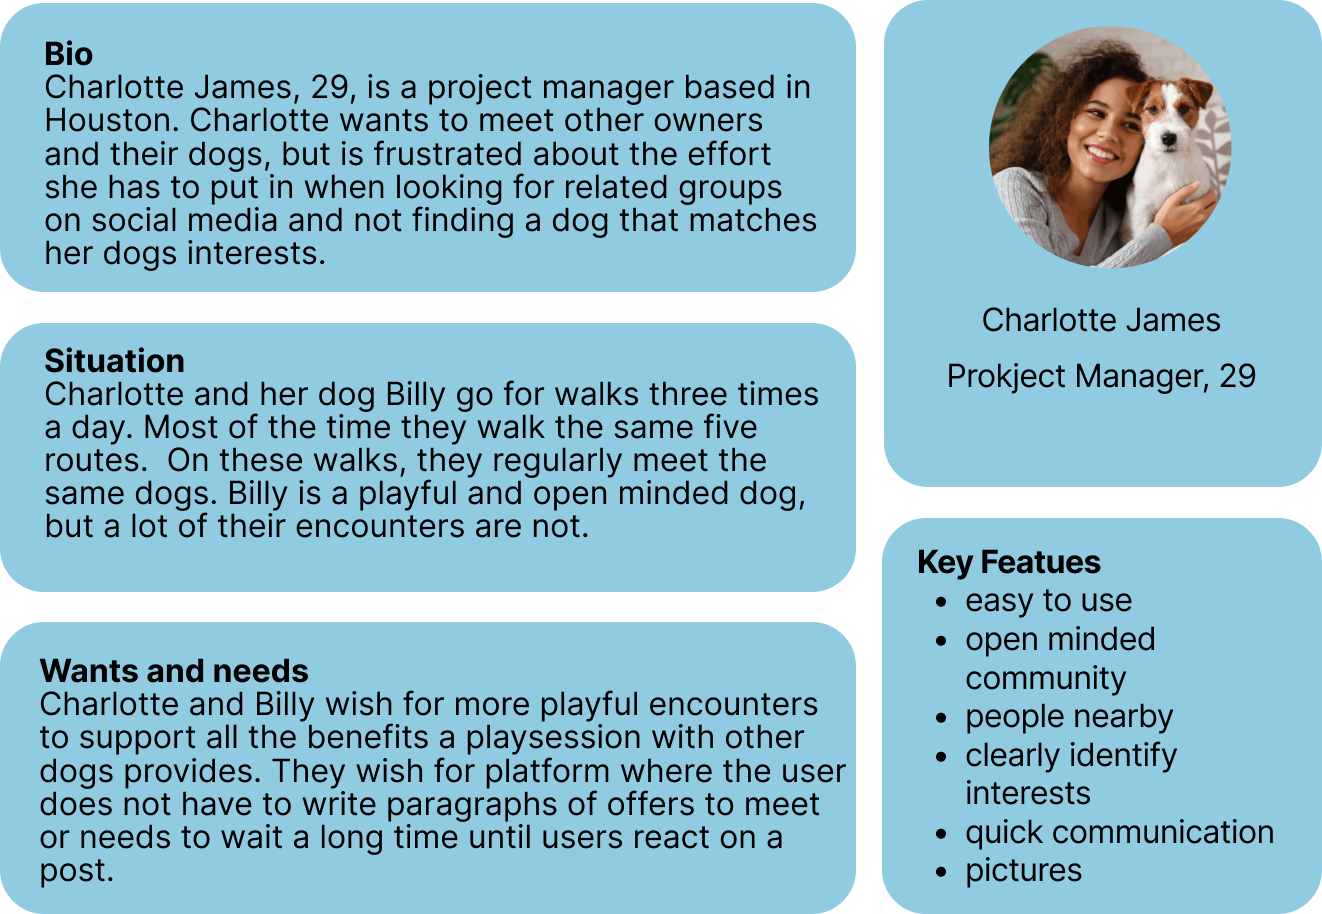 Bio
Charlotte James, 29, is a project manager based in
Houston. Charlotte wants to meet other owners
and their dogs, but is frustrated about the effort
she has to put in when looking for related groups
on social media and not finding a dog that matches
her dogs interests.
Situation
Charlotte and her dog Billy go for walks three times
a day. Most of the time they walk the same five
routes.  On these walks, they regularly meet the
same dogs. Billy is a playful and open minded dog,
but a lot of their encounters are not.
Wants and needs
Charlotte and Billy wish for more playful encounters
to support all the benefits a playsession with other
dogs provides. They wish for platform where the user
does not have to write paragraphs of offers to meet
or needs to wait a long time until users react on a
post.
Charlotte James
Prokject Manager, 29
Key Featues
• easy to use
• open minded
community
• people nearby
• clearly identify
interests
• quick communication
• pictures